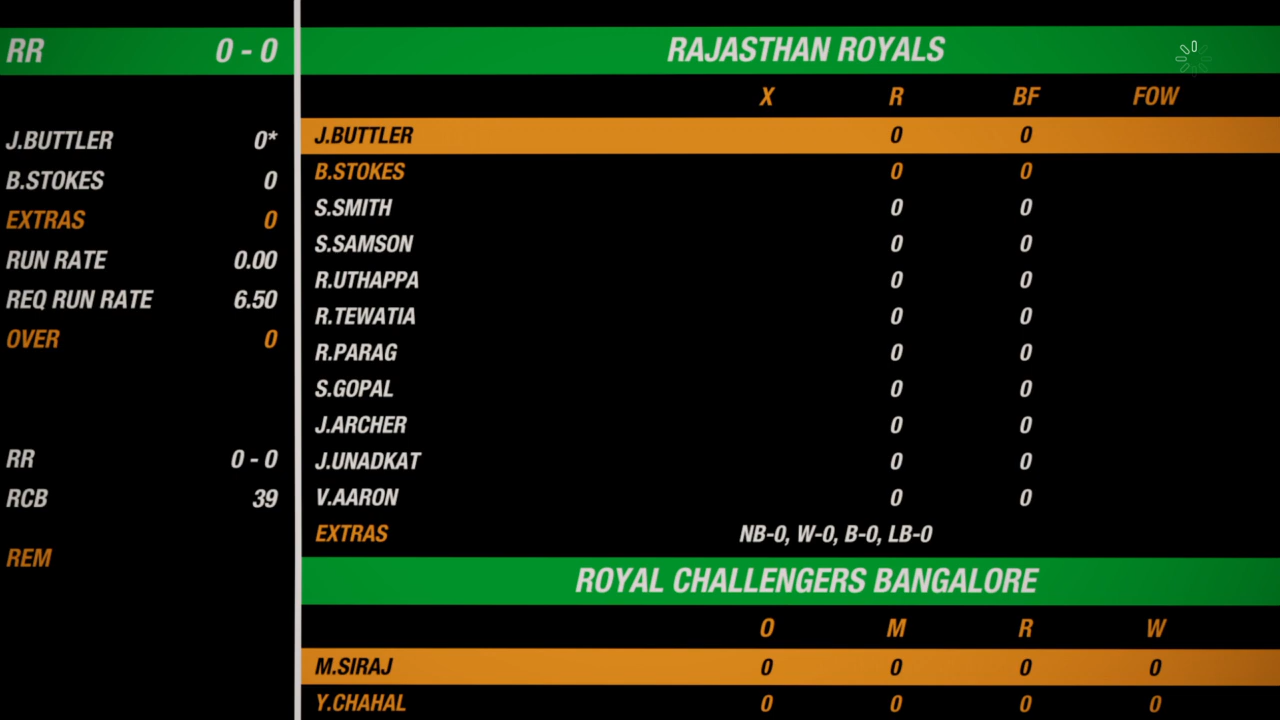 RR 0 - 0
J.BUTTLER 0*
B.STOKES 0
EXTRAS 0
RUN RATE 0.00
REQ RUN RATE 6.50
OVER 0
RR 0 - 0
RCB 39
REM
RAJASTHAN ROYALS
X R BF FOW
J.BUTTLER 0 0
B.STOKES 0 0
S.SMITH 0 0
S.SAMSON 0 0
R.UTHAPPA 0 0
R.TEWATIA 0 0
R.PARAG 0 0
S.GOPAL 0 0
J.ARCHER 0 0
J.UNADKAT 0 0
V.AARON 0 0
EXTRAS NB-0, W-0, B-0, LB-0
ROYAL CHALLENGERS BANGALORE
O M R W
M.SIRAJ 0 0 0 0
Y.CHAHAL 0 0 0 0